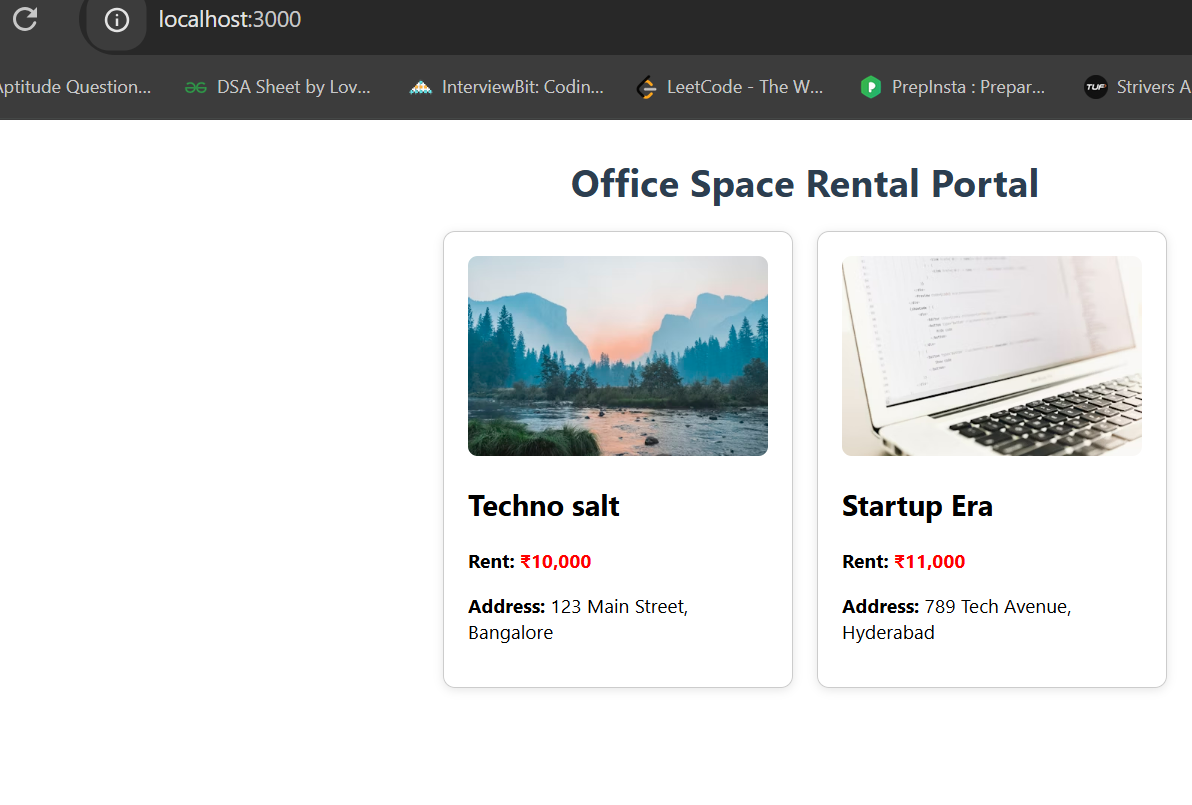 localhost:3000
Aptitude Question...
DSA Sheet by Lov...
InterviewBit: Codin...
LeetCode - The W...
PrepInsta : Prepar...
TUF
Strivers A
Office Space Rental Portal
Techno salt
Rent: ₹10,000
Address: 123 Main Street,
Bangalore
Startup Era
Rent: ₹11,000
Address: 789 Tech Avenue,
Hyderabad